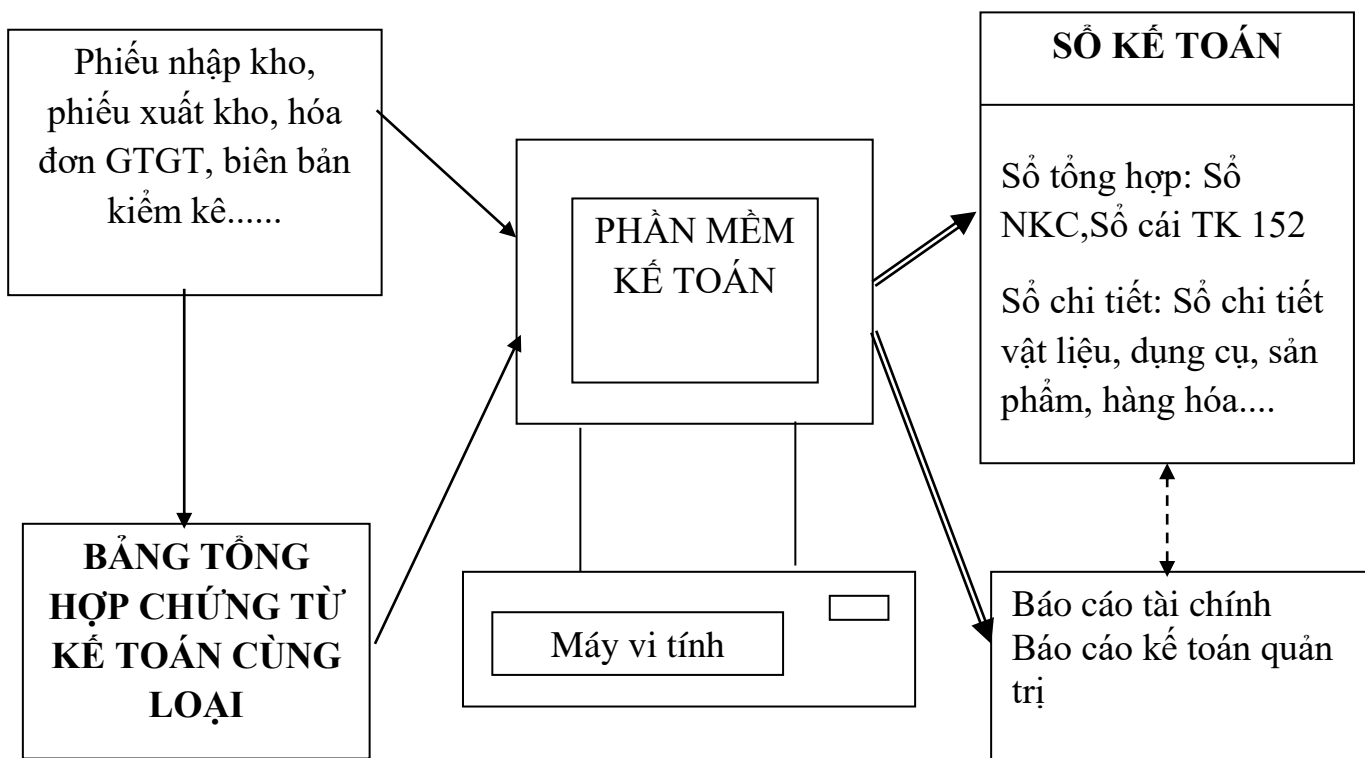 Phiếu nhập kho,
phiếu xuất kho, hóa
đơn GTGT, biên bản
kiểm kê......
BẢNG TỔNG
HỢP CHỨNG TỪ
KẾ TOÁN CÙNG
LOẠI
PHẦN MỀM
KẾ TOÁN
Máy vi tính
SỔ KẾ TOÁN
Sổ tổng hợp: Sổ
NKC,Sổ cái TK 152
Sổ chi tiết: Sổ chi tiết
vật liệu, dụng cụ, sản
phẩm, hàng hóa....
Báo cáo tài chính
Báo cáo kế toán quản
trị